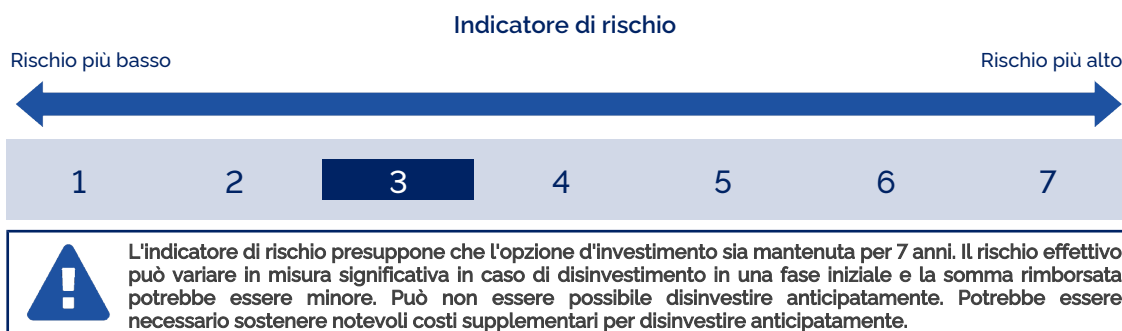 Indicatore di rischio
Rischio più basso
Rischio più alto
1 2 3 4 5 6 7
L'indicatore di rischio presuppone che l'opzione d'investimento sia mantenuta per 7 anni. Il rischio effettivo
può variare in misura significativa in caso di disinvestimento in una fase iniziale e la somma rimborsata
potrebbe essere minore. Può non essere possibile disinvestire anticipatamente. Potrebbe essere
necessario sostenere notevoli costi supplementari per disinvestire anticipatamente.